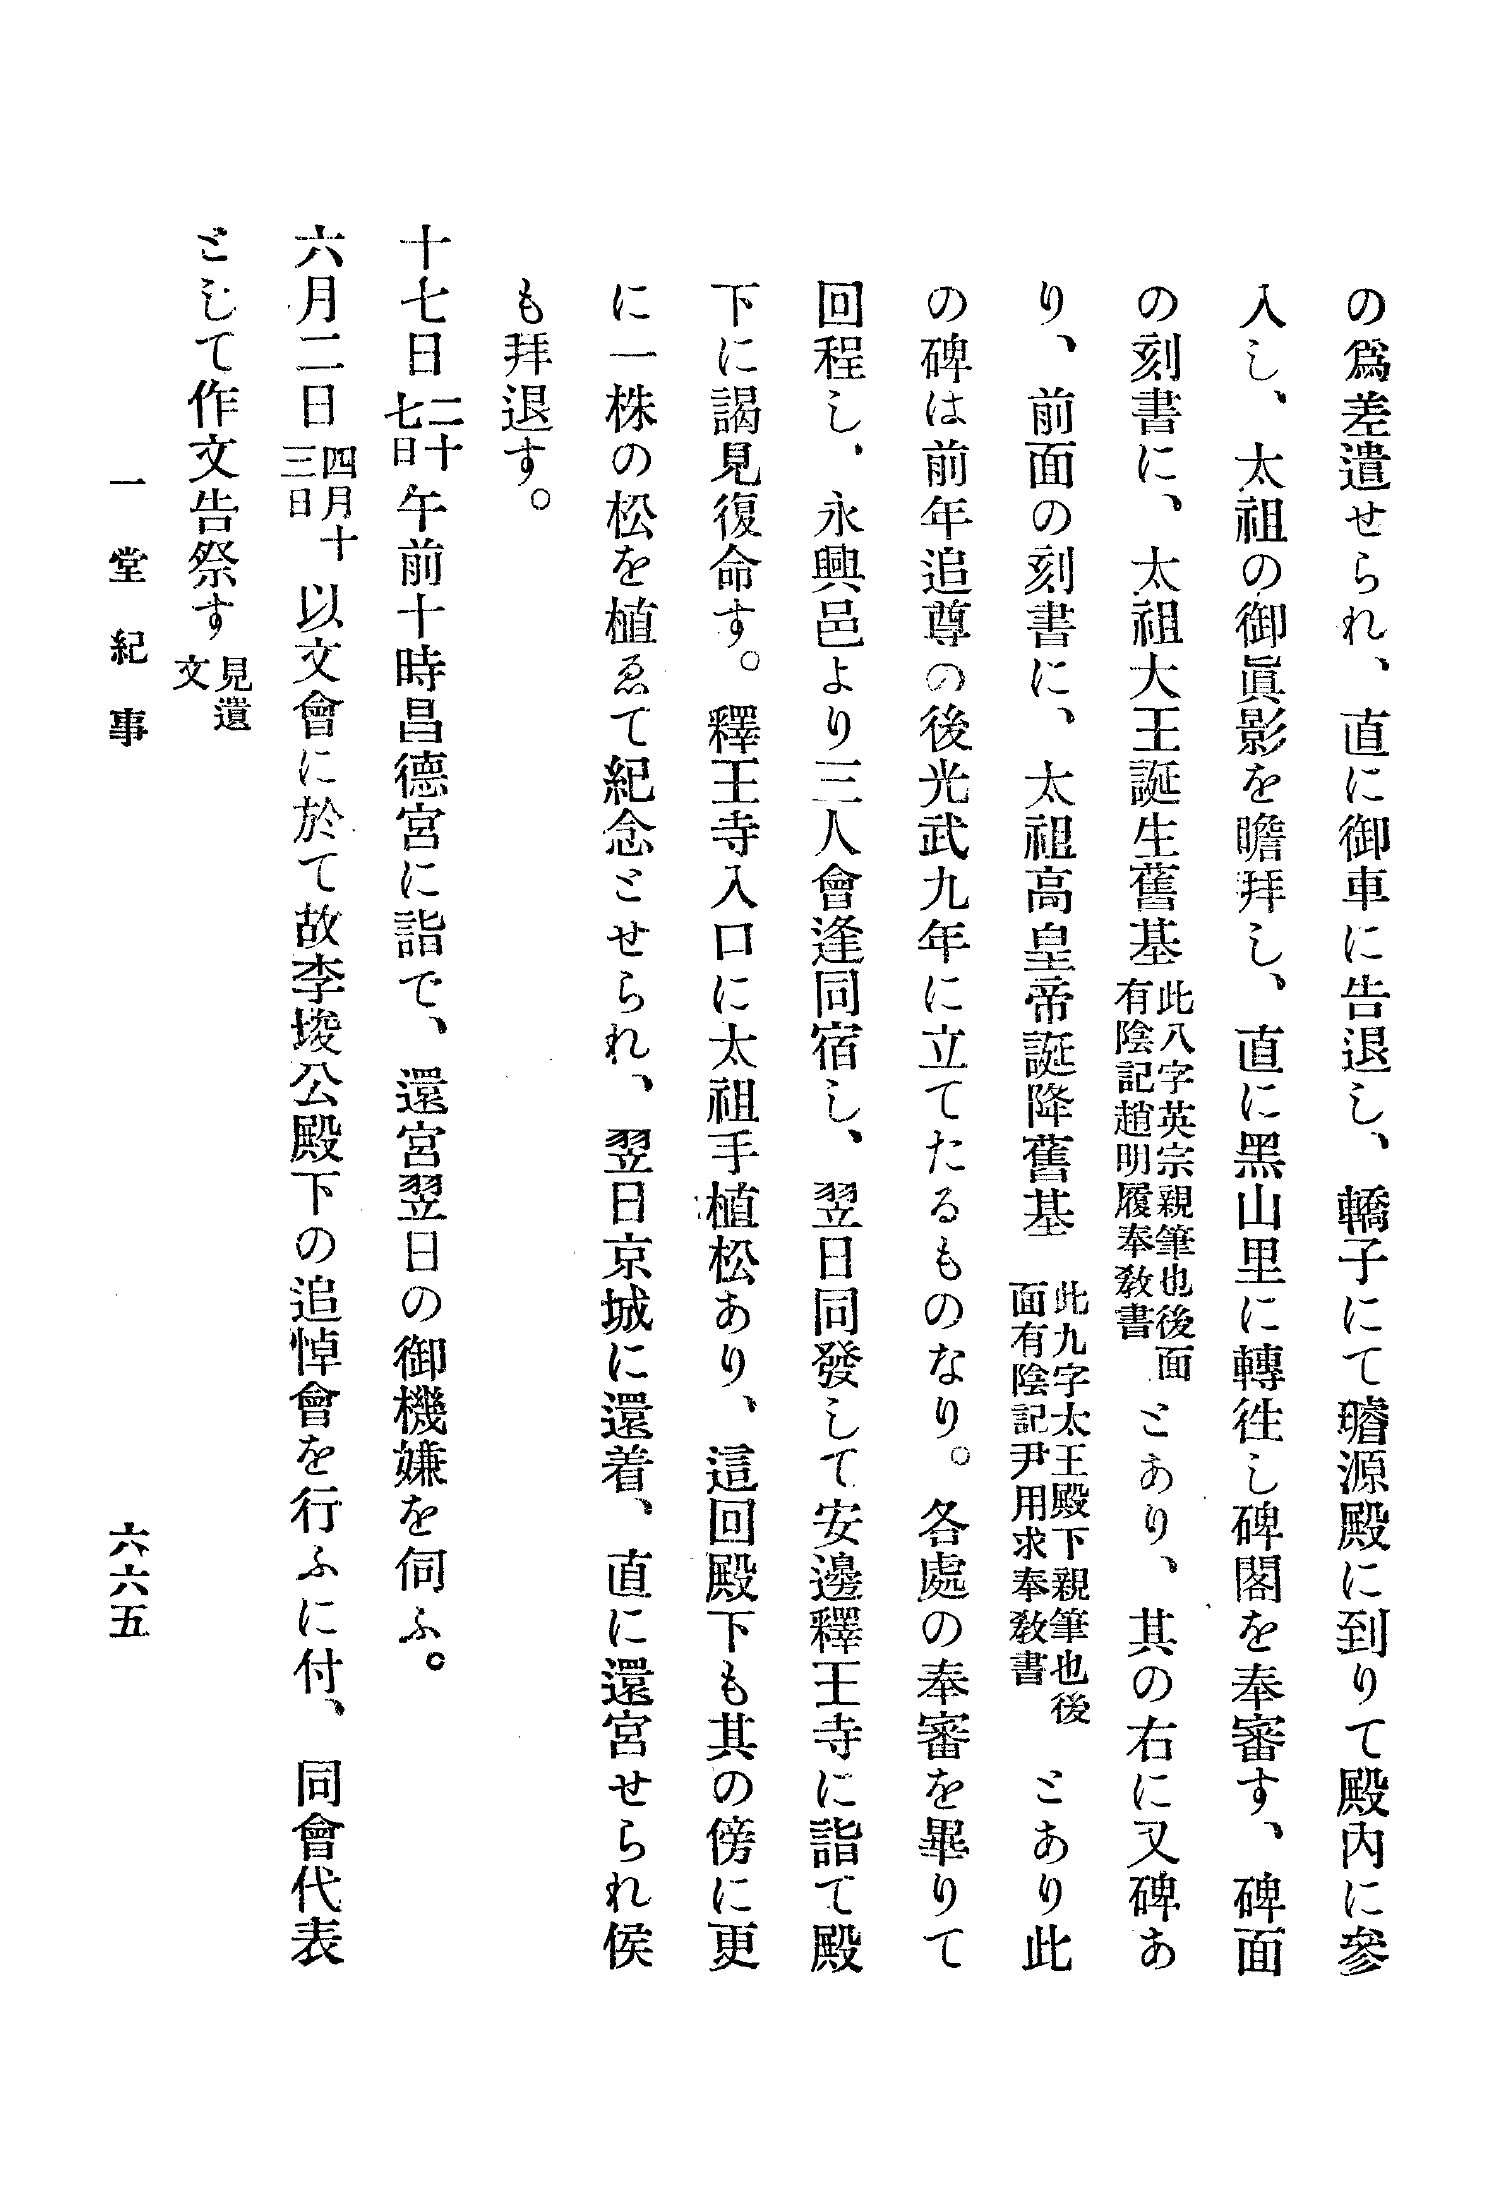 の爲差遣せられ、直に御車に告退し、轎子にて璿源殿に到りて殿内に參
入し、太祖の御眞影を瞻拜し、直に黑山里に轉徃し碑閣を奉審す、碑面
の刻書に、太祖大王誕生舊基此八字英宗親筆也後面有陰記趙明履奉敎書とあり、其の右に又碑あ
り、前面の刻書に、太祖高皇帝誕降舊基此九字太王殿下親筆也後面有陰記尹用求奉敎書とあり此
の碑は前年追尊の後光武九年に立てたるものなり。各處の奉審を畢りて
回程し、永興邑より三人會逢同宿し、翌日同發して安邊釋王寺に詣て殿
下に謁見復命す。釋王寺入口に太祖手植松あり、這回殿下も其の傍に更
に一株の松を植ゑて紀念とせられ、翌日京城に還着、直に還宮せられ侯
も拜退す。
十七日二十七日午前十時昌德宮に詣で、還宮翌日の御機嫌を伺ふ。
六月二日四月十三日、以文會に於て故李埈公殿下の追悼會を行ふに付、同會代表
として作文告祭す見遺文
一堂紀事
六六五